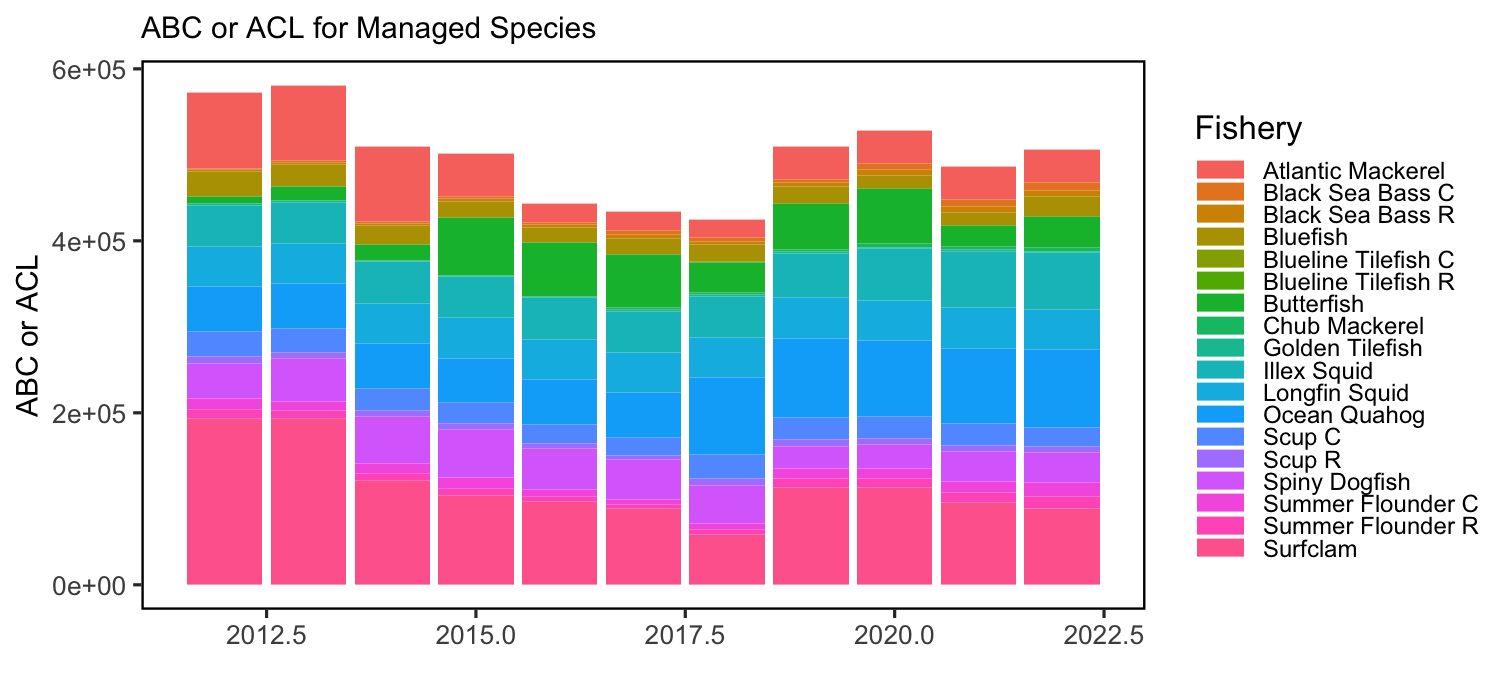 ABC or ACL for Managed Species
ABC or ACL
6e+05
4e+05
2e+05
0e+00
2012.5
2015.0
2017.5
2020.0
2022.5
Fishery
Atlantic Mackerel
Black Sea Bass C
Black Sea Bass R
Bluefish
Blueline Tilefish C
Blueline Tilefish R
Butterfish
Chub Mackerel
Golden Tilefish
Illex Squid
Longfin Squid
Ocean Quahog
Scup C
Scup R
Spiny Dogfish
Summer Flounder C
Summer Flounder R
Surfclam